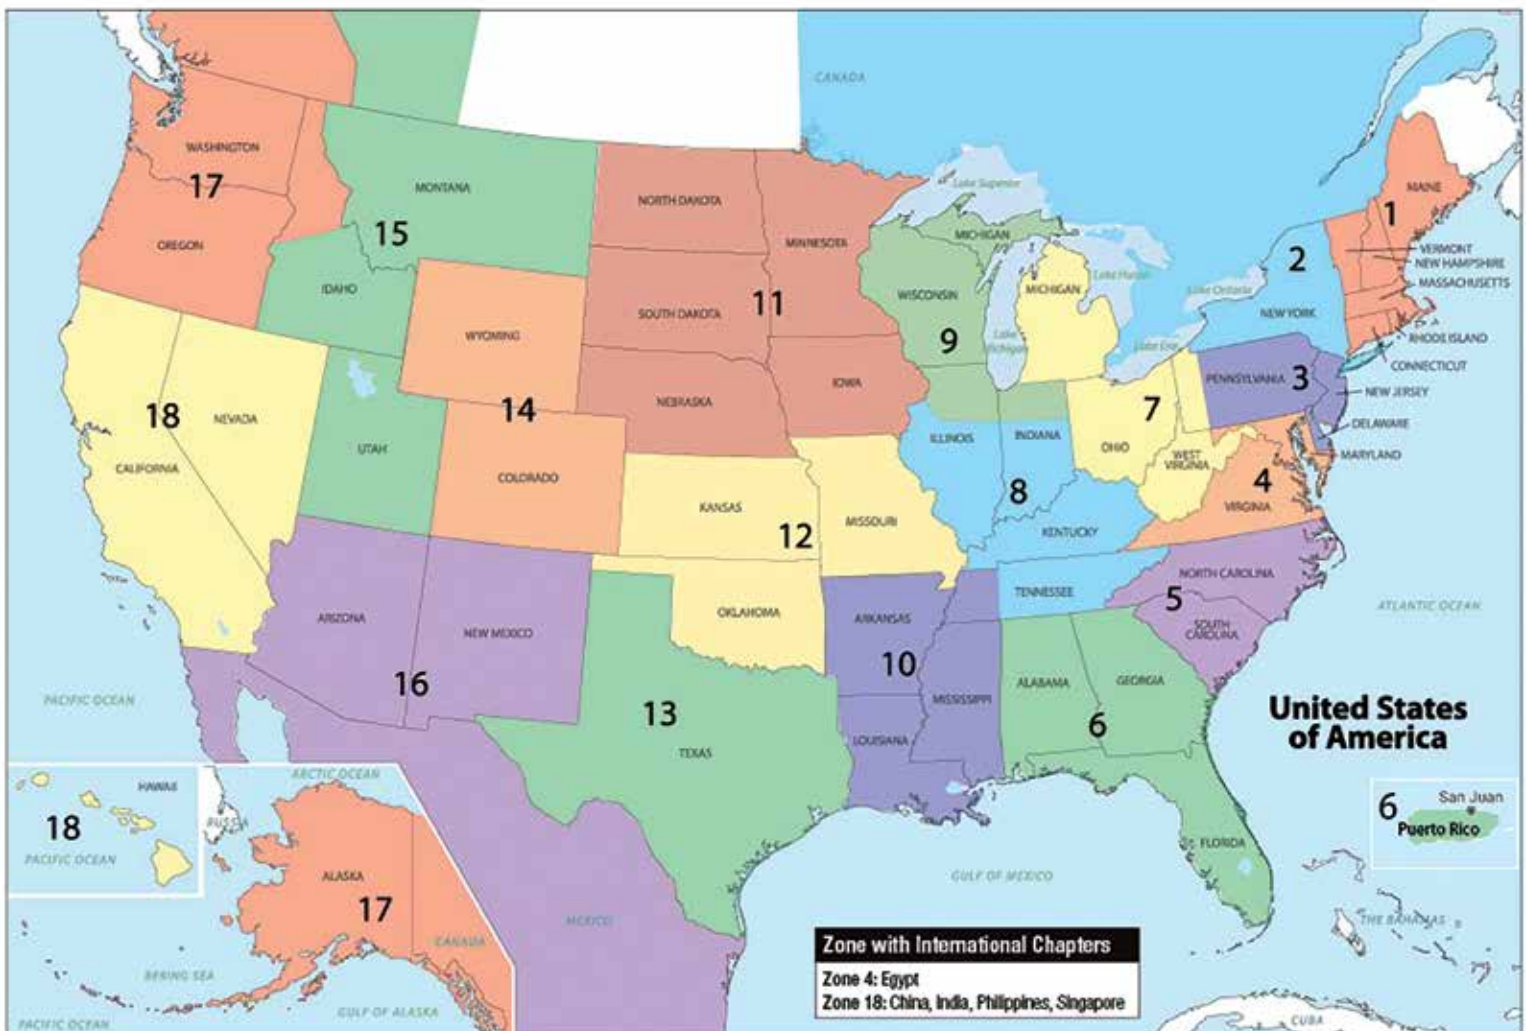 CANADA
WASHINGTON
17
MONTANA
NORTH DAKOTA
Lake Superior
MAINE
1
OREGON
15
MINNESOTA
MICHIGAN
VERMONT
NEW HAMPSHIRE
2
IDAHO
WISCONSIN
MICHIGAN
Lake Huron
Lake Ontario
MASSACHUSETTS
SOUTH DAKOTA
11
NEW YORK
WYOMING
9
Lake
Michigan
Lake Erie
RHODE ISLAND
CONNECTICUT
PENNSYLVANIA
3
IOWA
NEW JERSEY
NEBRASKA
14
7
18
NEVADA
DELAWARE
UTAH
ILLINOIS
INDIANA
OHIO
MARYLAND
CALIFORNIA
COLORADO
WEST
VIRGINIA
4
VIRGINIA
8
KANSAS
12
MISSOURI
KENTUCKY
NORTH CAROLINA
ARIZONA
NEW MEXICO
OKLAHOMA
ARKANSAS
TENNESSEE
5
SOUTH
CAROLINA
ATLANTIC OCEAN
10
16
PACIFIC OCEAN
13
TEXAS
MISSISSIPPI
ALABAMA
GEORGIA
6
LOUISIANA
United States
of America
HAWAII
18
PACIFIC OCEAN
ARCTIC OCEAN
RUSSIA
ALASKA
17
CANADA
BERING SEA
GULF OF ALASKA
PACIFIC OCEAN
MEXICO
FLORIDA
GULF OF MEXICO
6
San Juan
Puerto Rico
THE BAHAMAS
CUBA
Zone with International Chapters
Zone 4: Egypt
Zone 18: China, India, Philippines, Singapore